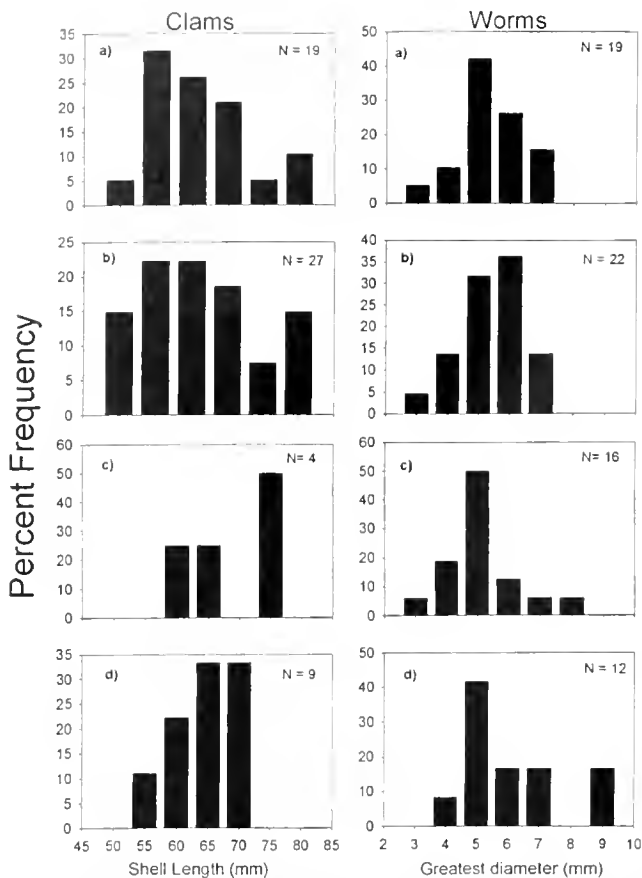 Clams
Worms
Percent Frequency
a)
N = 19
35
30
25
20
15
10
5
0
a)
N = 19
50
40
30
20
10
0
b)
N = 27
25
20
15
10
5
0
b)
N = 22
40
35
30
25
20
15
10
5
0
c)
N= 4
60
50
40
30
20
10
0
c)
N = 16
60
50
40
30
20
10
0
d)
N = 9
35
30
25
20
15
10
5
0
45 50 55 60 65 70 75 80 85
Shell Length (mm)
d)
N = 12
50
40
30
20
10
0
2 3 4 5 6 7 8 9 10
Greatest diameter (mm)